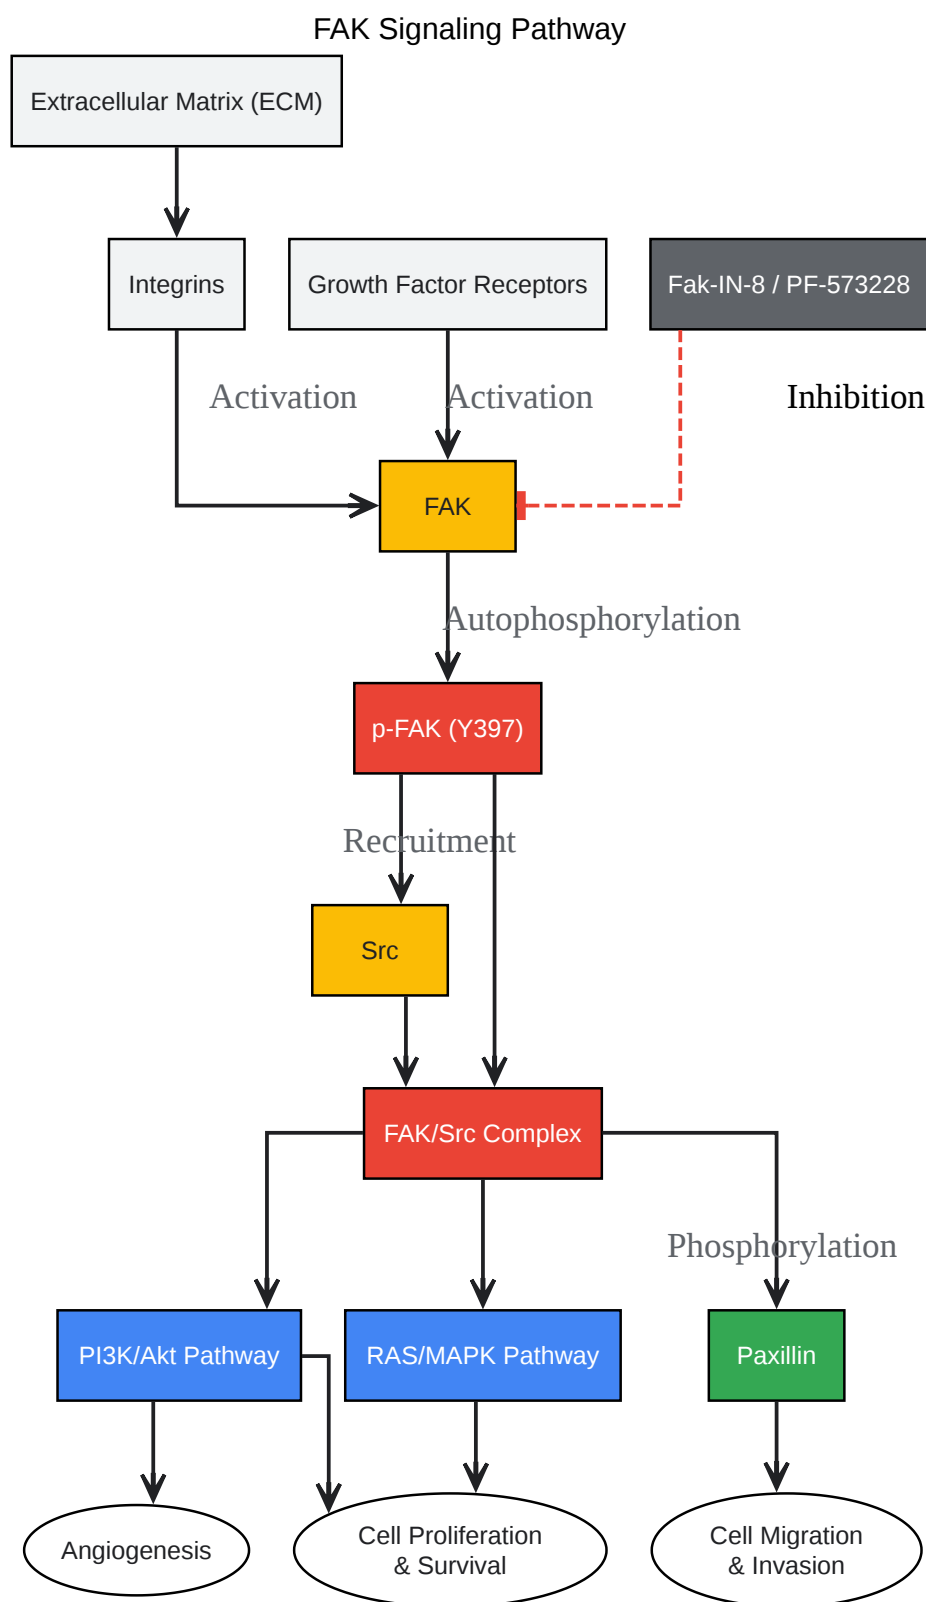 FAK Signaling Pathway
Extracellular Matrix (ECM)
Integrins
Growth Factor Receptors
Fak-IN-8 / PF-573228
Activation
Activation
Inhibition
FAK
Autophosphorylation
p-FAK (Y397)
Recruitment
Src
FAK/Src Complex
Phosphorylation
PI3K/Akt Pathway
RAS/MAPK Pathway
Paxillin
Angiogenesis
Cell Proliferation
& Survival
Cell Migration
& Invasion